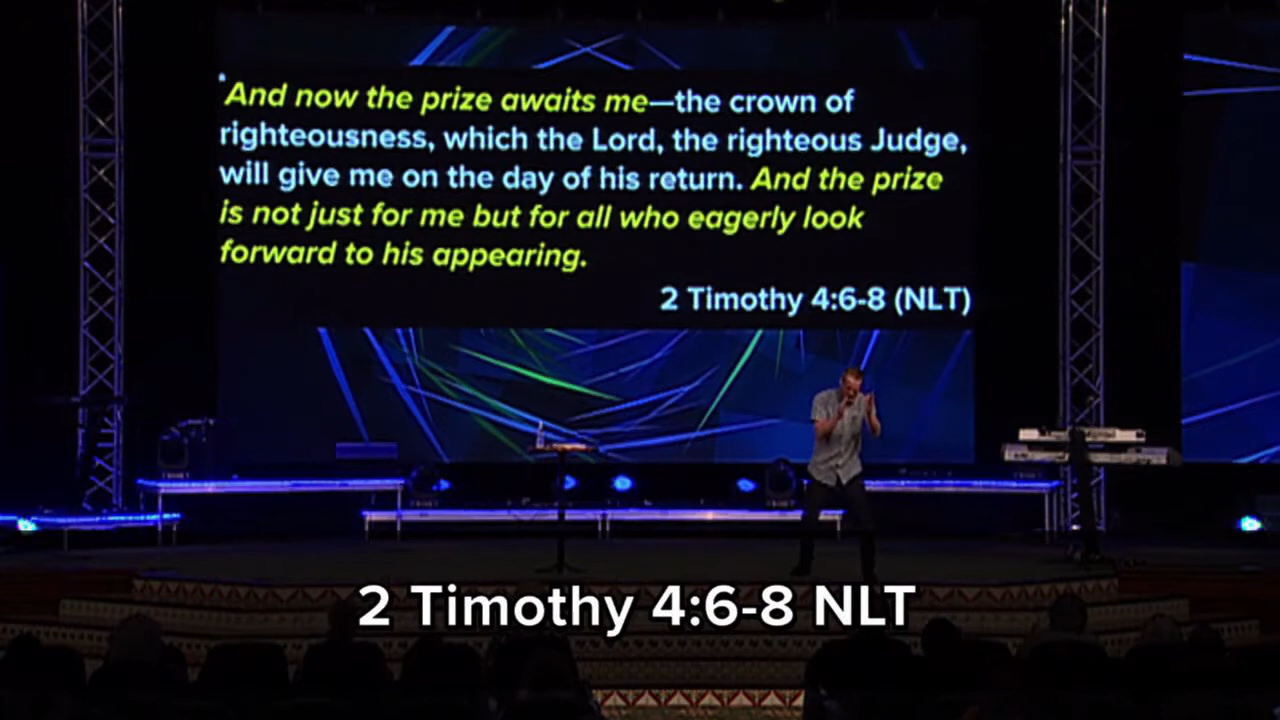 And now the prize awaits me—the crown of
righteousness, which the Lord, the righteous Judge,
will give me on the day of his return. And the prize
is not just for me but for all who eagerly look
forward to his appearing.
2 Timothy 4:6-8 (NLT)
2 Timothy 4:6-8 NLT